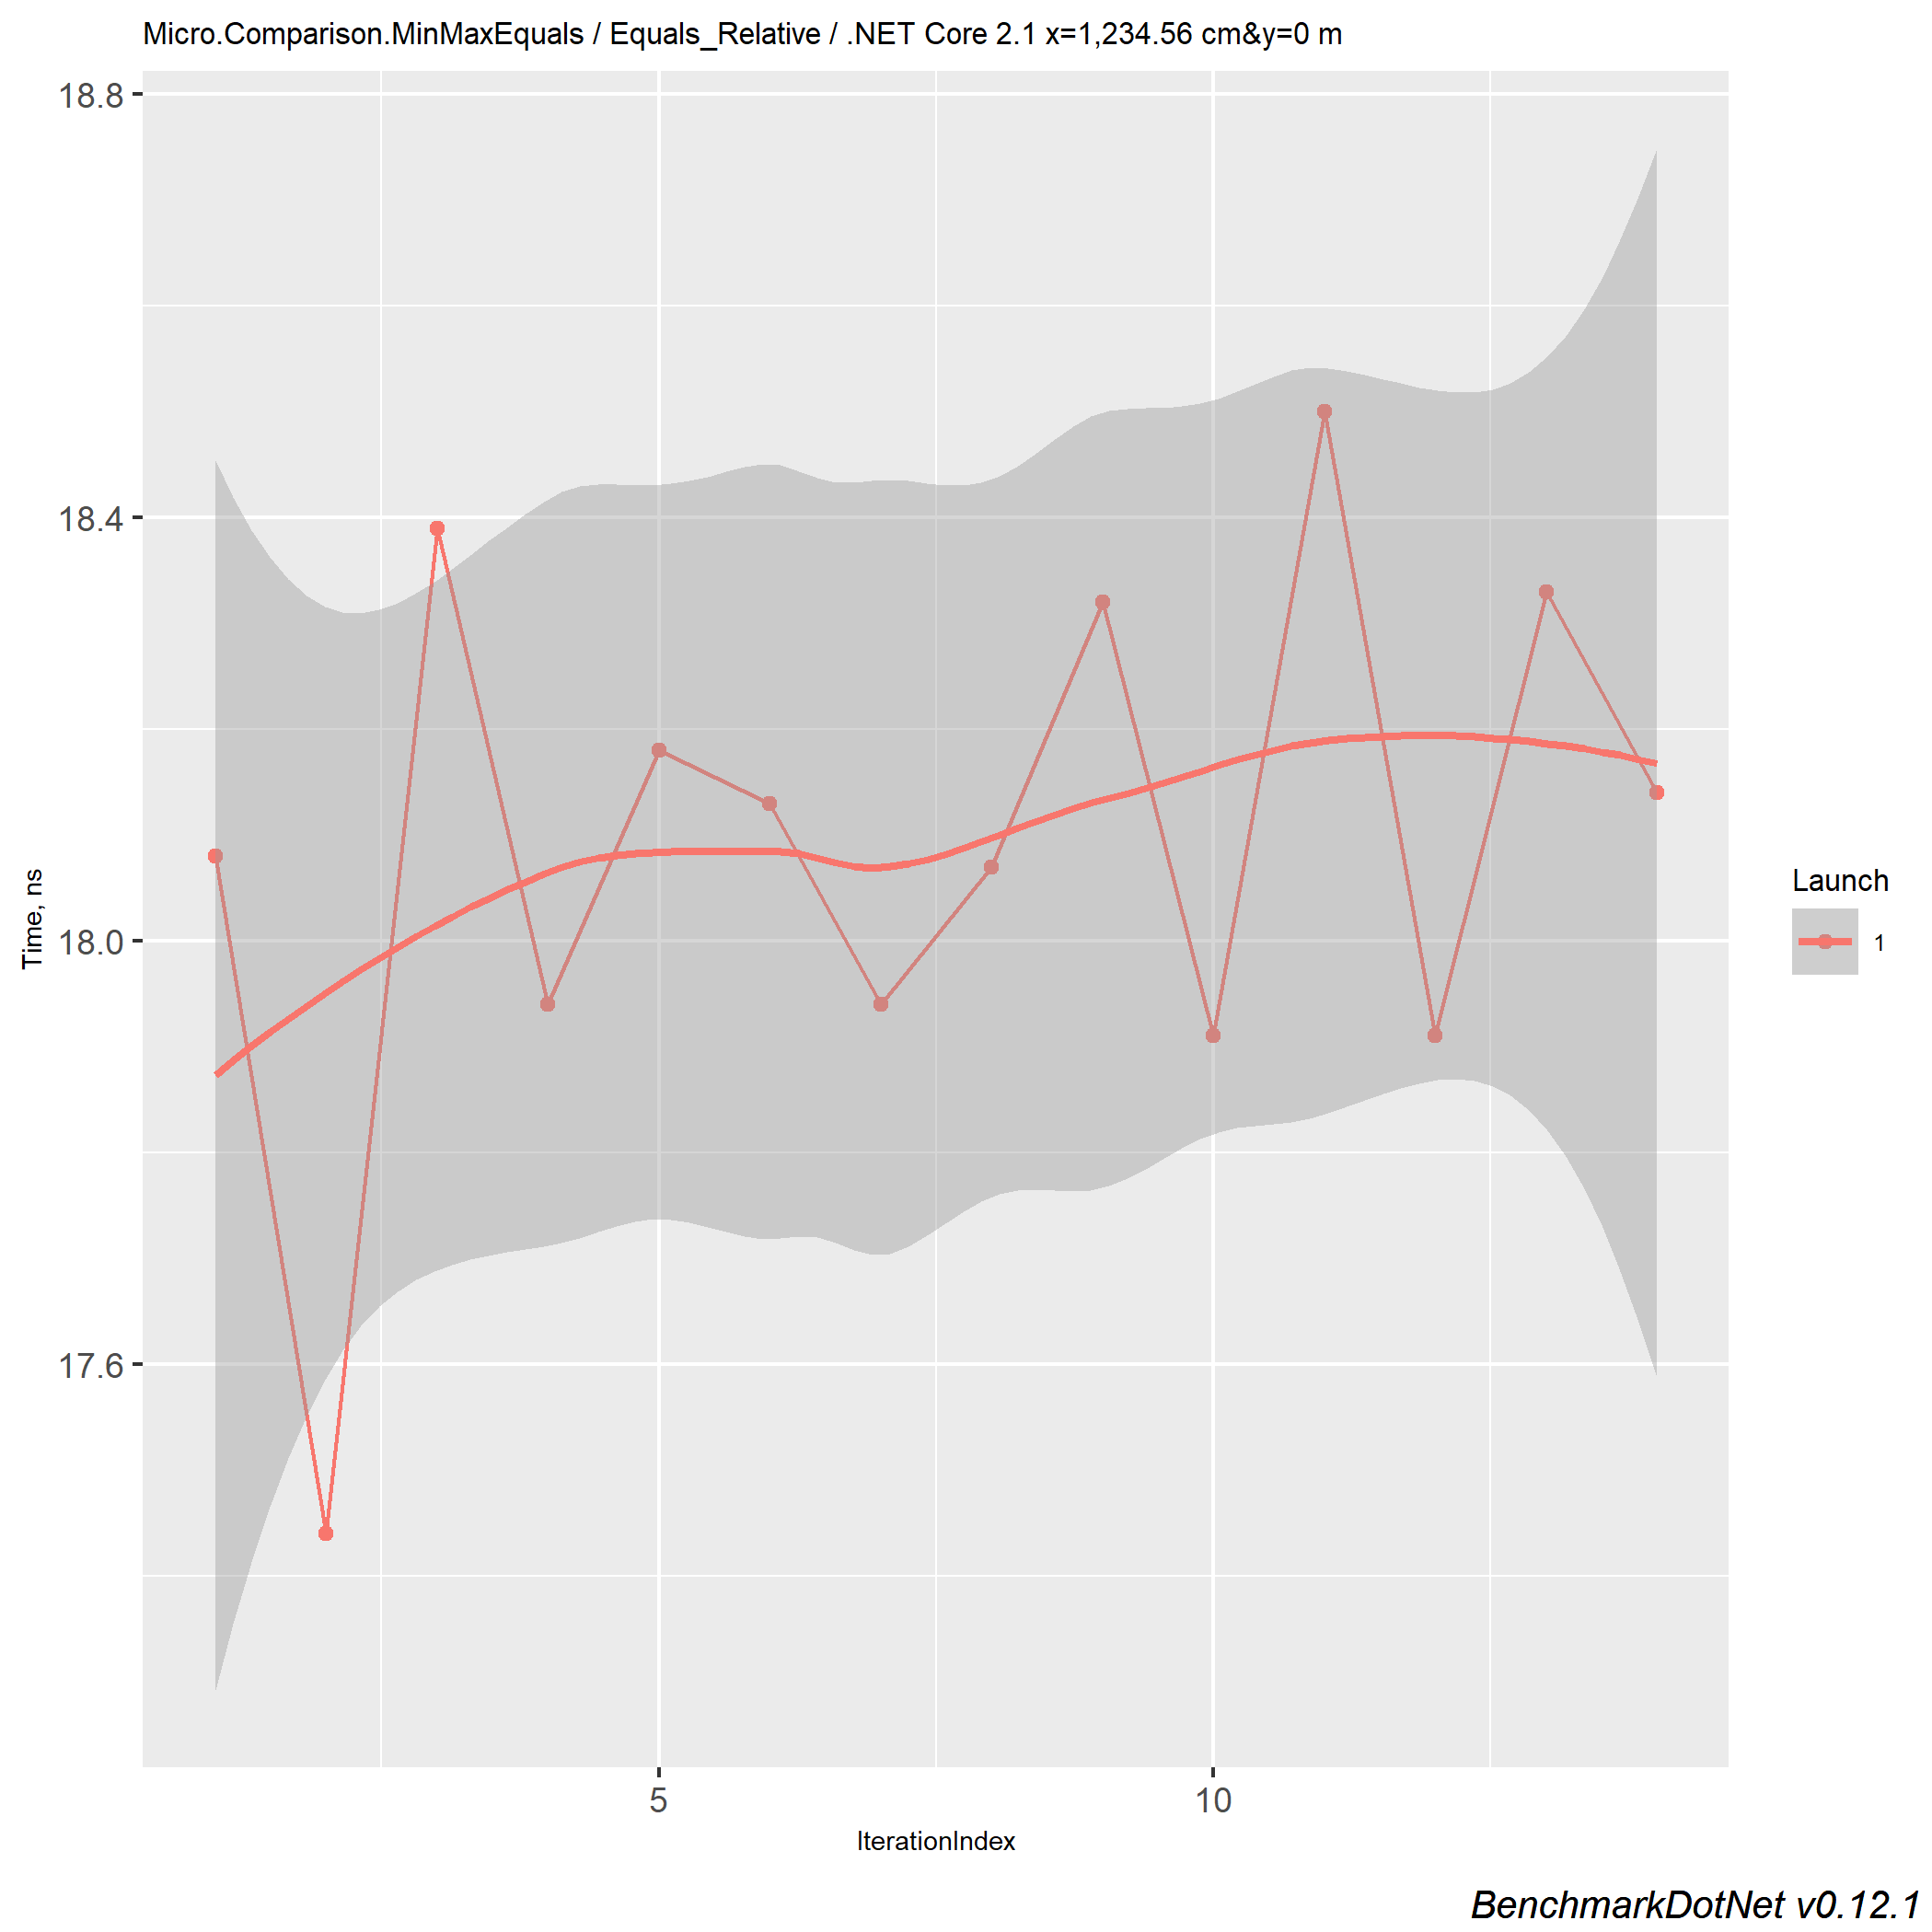 Micro.Comparison.MinMaxEquals / Equals_Relative / .NET Core 2.1 x=1,234.56 cm&y=0 m
18.8
18.4
18.0
17.6
Time, ns
5
10
IterationIndex
Launch
1
BenchmarkDotNet v0.12.1